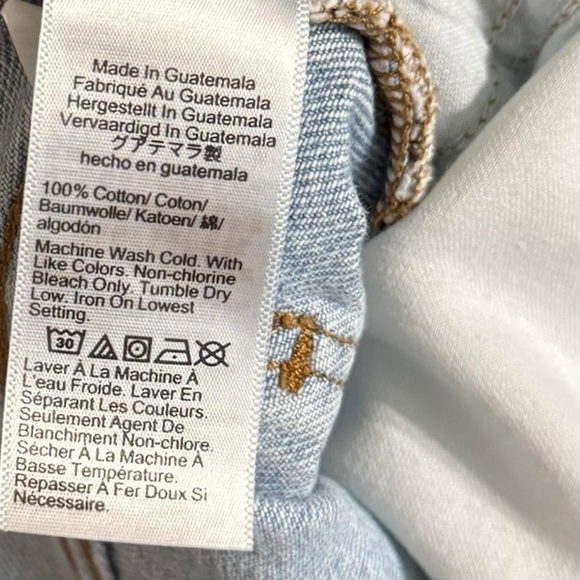 Made In Guatemala
Fabriqué Au Guatemala
Hergestellt In Guatemala
Vervaardigd In Guatemala
グアテマラ製
hecho en guatemala
100% Cotton/ Coton/
Baumwolle/ Katoen/ 綿/
algodón
Machine Wash Cold. With
Like Colors. Non-chlorine
Bleach Only. Tumble Dry
Low. Iron On Lowest
Setting.
30
Laver À La Machine À
L'eau Froide. Laver En
Séparant Les Couleurs.
Seulement Agent De
Blanchiment Non-chlore.
Sécher À La Machine À
Basse Température.
Repasser À Fer Doux Si
Nécessaire.